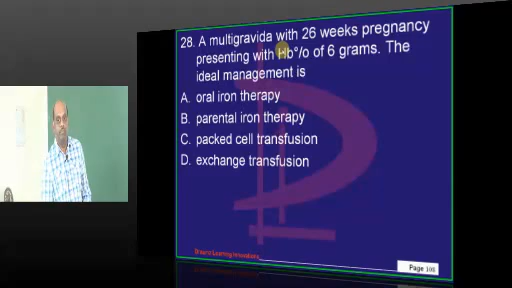 28. A multigravida with 26 weeks pregnancy
presenting with Hb°/o of 6 grams. The
ideal management is
A. oral iron therapy
B. parental iron therapy
C. packed cell transfusion
D. exchange transfusion
Page 108